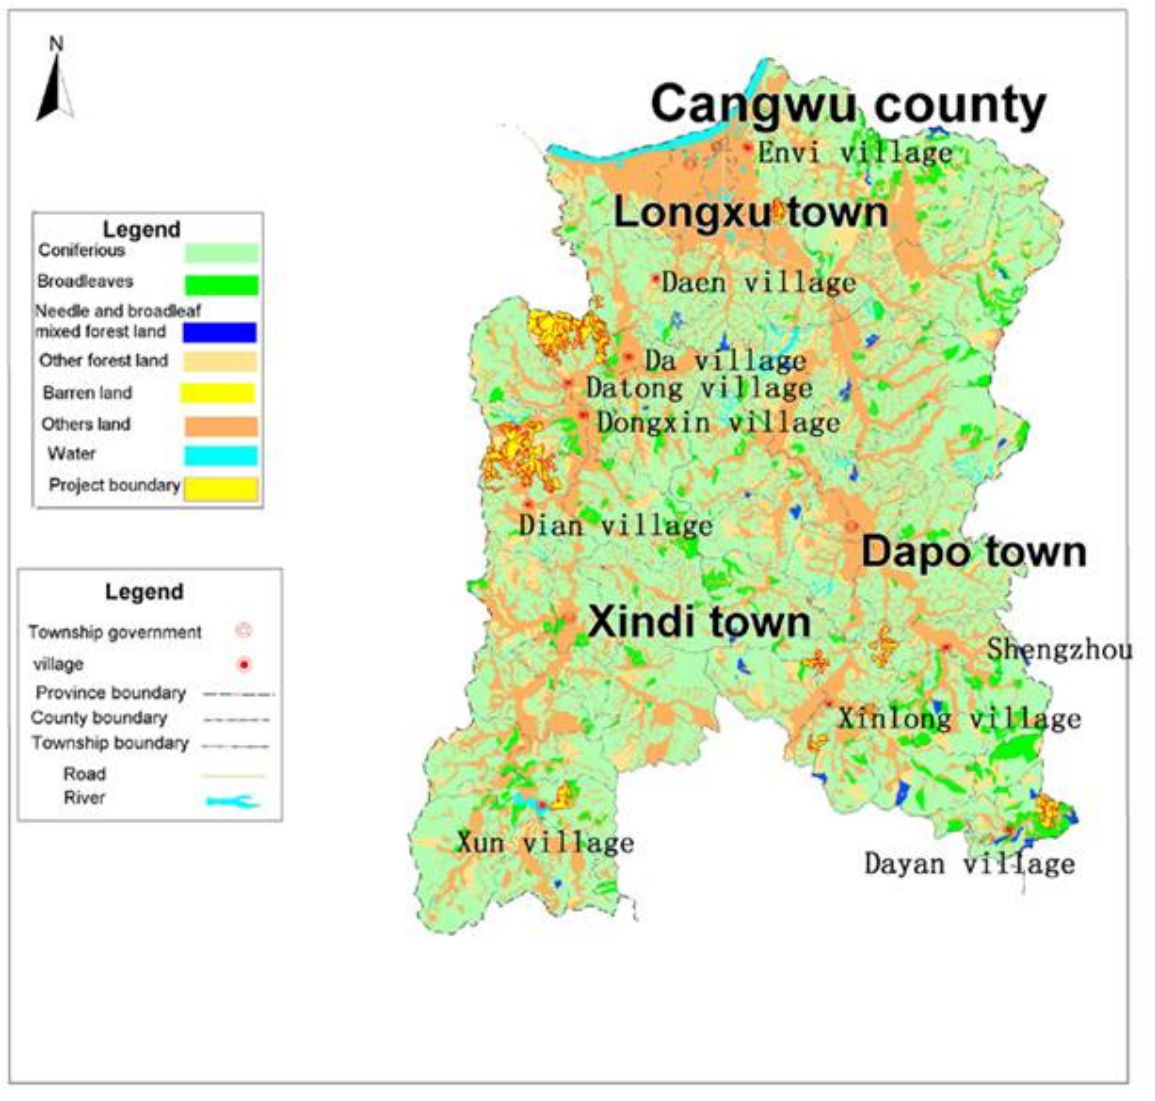 N
Cangwu county
Envi village
Longxu town
Legend
Coniferious
Broadleaves
Needle and broadleaf
mixed forest land
Other forest land
Barren land
Others land
Water
Project boundary
Daen village
Da village
Datong village
Dongxin village
Dian village
Dapo town
Xindi town
Shengzhou
Xinlong village
Xun village
Dayan village
Legend
Township government
village
Province boundary
County boundary
Township boundary
Road
River